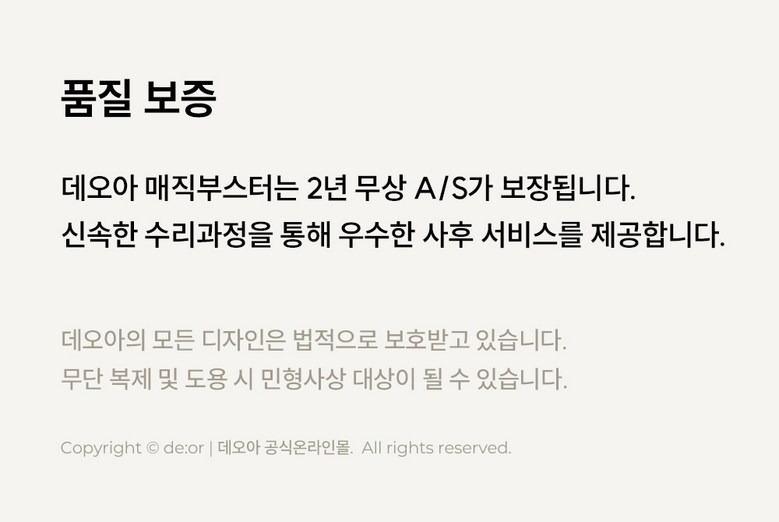 품질 보증
데오아 매직부스터는 2년 무상 A/S가 보장됩니다.
신속한 수리과정을 통해 우수한 사후 서비스를 제공합니다.
데오아의 모든 디자인은 법적으로 보호받고 있습니다.
무단 복제 및 도용 시 민형사상 대상이 될 수 있습니다.
Copyright © de:or | 데오아 공식온라인몰. All rights reserved.